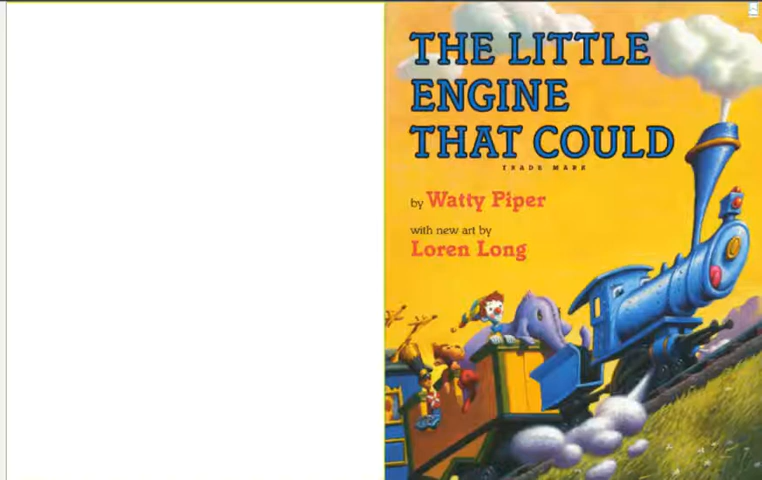 THE LITTLE
ENGINE
THAT COULD
TRADE MARK
by Watty Piper
with new art by
Loren Long